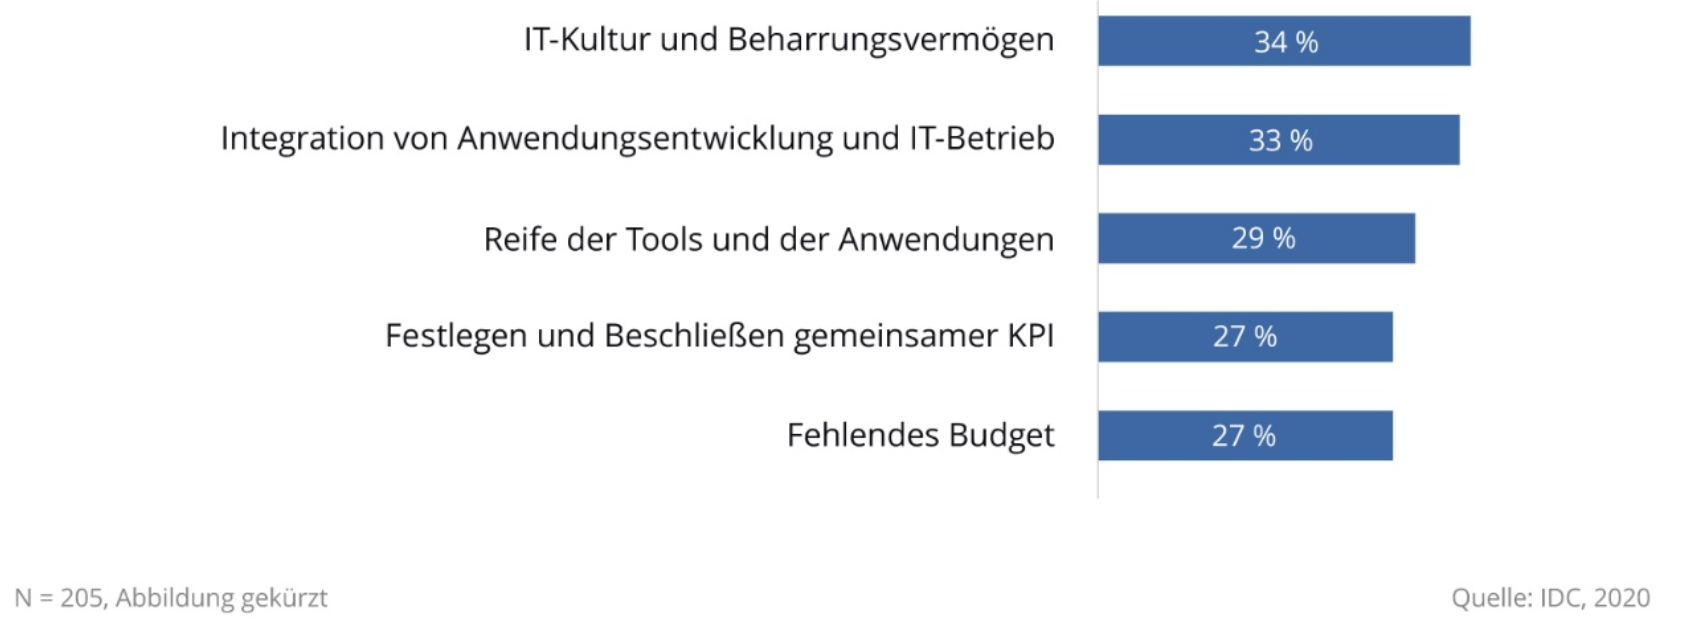 IT-Kultur und Beharrungsvermögen 34 %
Integration von Anwendungsentwicklung und IT-Betrieb 33 %
Reife der Tools und der Anwendungen 29 %
Festlegen und Beschließen gemeinsamer KPI 27 %
Fehlendes Budget 27 %
N = 205, Abbildung gekürzt Quelle: IDC, 2020